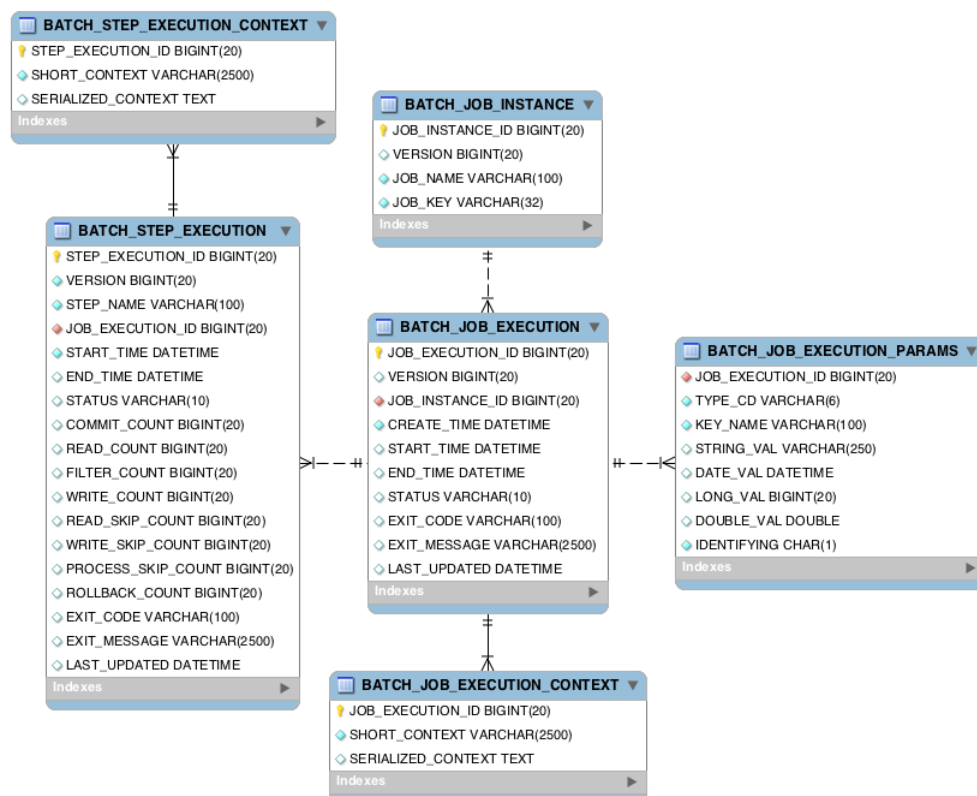 BATCH_STEP_EXECUTION_CONTEXT
STEP_EXECUTION_ID BIGINT(20)
SHORT_CONTEXT VARCHAR(2500)
SERIALIZED_CONTEXT TEXT
Indexes
BATCH_JOB_INSTANCE
JOB_INSTANCE_ID BIGINT(20)
VERSION BIGINT(20)
JOB_NAME VARCHAR(100)
JOB_KEY VARCHAR(32)
Indexes
BATCH_STEP_EXECUTION
STEP_EXECUTION_ID BIGINT(20)
VERSION BIGINT(20)
STEP_NAME VARCHAR(100)
JOB_EXECUTION_ID BIGINT(20)
START_TIME DATETIME
END_TIME DATETIME
STATUS VARCHAR(10)
COMMIT_COUNT BIGINT(20)
READ_COUNT BIGINT(20)
FILTER_COUNT BIGINT(20)
WRITE_COUNT BIGINT(20)
READ_SKIP_COUNT BIGINT(20)
WRITE_SKIP_COUNT BIGINT(20)
PROCESS_SKIP_COUNT BIGINT(20)
ROLLBACK_COUNT BIGINT(20)
EXIT_CODE VARCHAR(100)
EXIT_MESSAGE VARCHAR(2500)
LAST_UPDATED DATETIME
Indexes
BATCH_JOB_EXECUTION
JOB_EXECUTION_ID BIGINT(20)
VERSION BIGINT(20)
JOB_INSTANCE_ID BIGINT(20)
CREATE_TIME DATETIME
START_TIME DATETIME
END_TIME DATETIME
STATUS VARCHAR(10)
EXIT_CODE VARCHAR(100)
EXIT_MESSAGE VARCHAR(2500)
LAST_UPDATED DATETIME
Indexes
BATCH_JOB_EXECUTION_PARAMS
JOB_EXECUTION_ID BIGINT(20)
TYPE_CD VARCHAR(6)
KEY_NAME VARCHAR(100)
STRING_VAL VARCHAR(250)
DATE_VAL DATETIME
LONG_VAL BIGINT(20)
DOUBLE_VAL DOUBLE
IDENTIFYING CHAR(1)
Indexes
BATCH_JOB_EXECUTION_CONTEXT
JOB_EXECUTION_ID BIGINT(20)
SHORT_CONTEXT VARCHAR(2500)
SERIALIZED_CONTEXT TEXT
Indexes